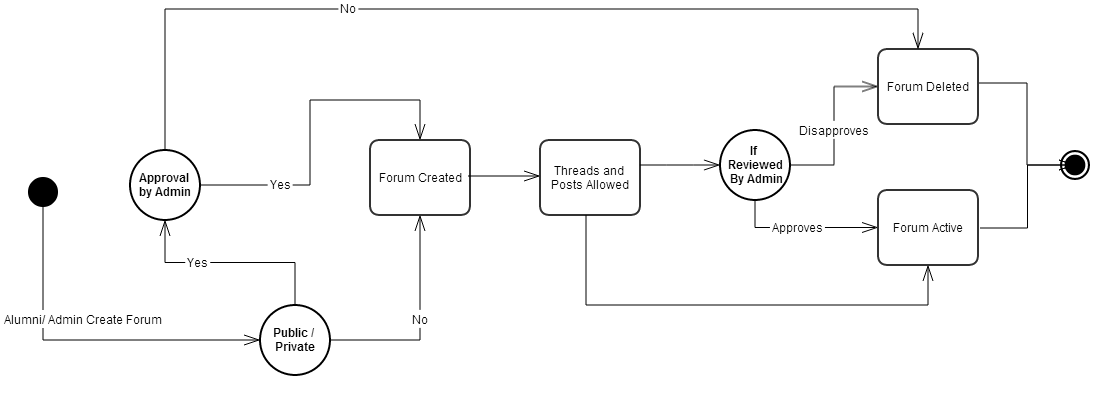 No
Forum Deleted
Disapproves
If
Reviewed
By Admin
Approval
by Admin
Yes
Forum Created
Threads and
Posts Allowed
Approves
Forum Active
Yes
Alumni/ Admin Create Forum
No
Public /
Private